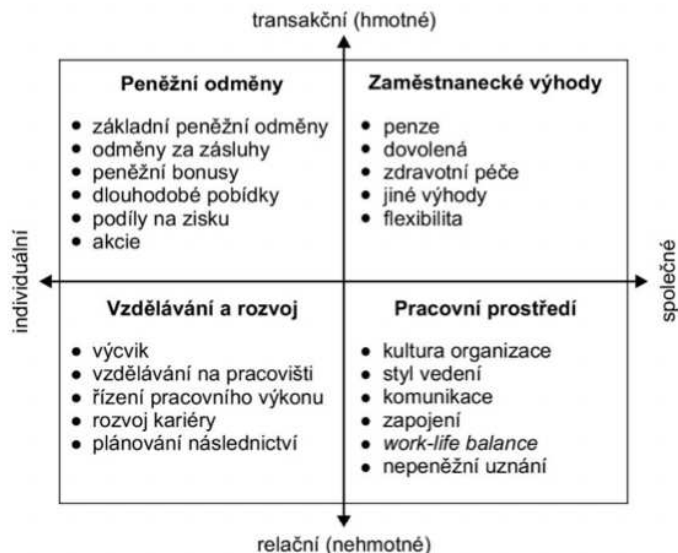 transakční (hmotné)
Peněžní odměny
• základní peněžní odměny
• odměny za zásluhy
• peněžní bonusy
• dlouhodobé pobídky
• podíly na zisku
• akcie
Zaměstnanecké výhody
• penze
• dovolená
• zdravotní péče
• jiné výhody
• flexibilita
individuální
společné
Vzdělávání a rozvoj
• výcvik
• vzdělávání na pracovišti
• řízení pracovního výkonu
• rozvoj kariéry
• plánování následnictví
Pracovní prostředí
• kultura organizace
• styl vedení
• komunikace
• zapojení
• work-life balance
• nepeněžní uznání
relační (nehmotné)